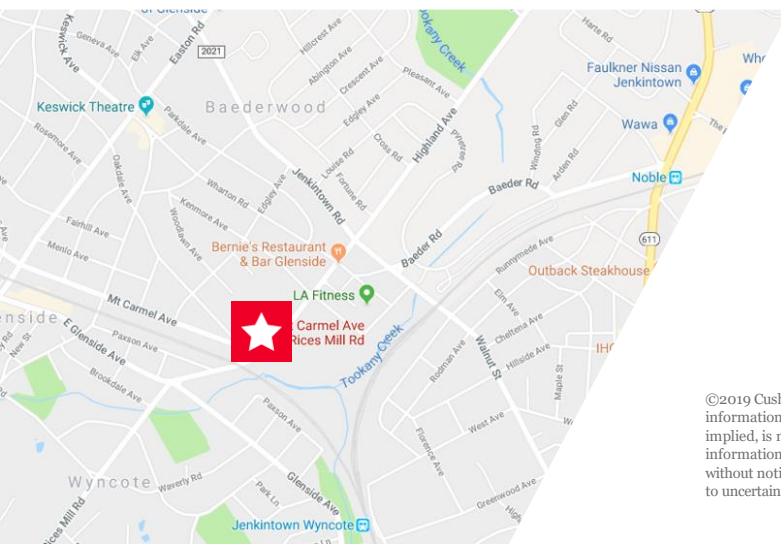 of Glenside
Keswick Ave
Geneva Ave
Elk Ave
Easton Rd
2021
Hillcrest Ave
Abington Ave
Crescent Ave
Edgley Ave
Tookany Creek
Pleasant Ave
Harte Rd
Faulkner Nissan
Jenkintown
Keswick Theatre
Parkdale Ave
Baederwood
Rosemore Ave
Oakdale Ave
Cross Rd
Highland Ave
Pinetree Rd
Winding Rd
Glen Rd
Wawa
Louise Rd
Fortune Rd
Jenkintown Rd
Arden Rd
Baeder Rd
Noble
Wharton Rd
Edgley Ave
Kenmore Ave
Woodlawn Ave
Fairhill Ave
Menlo Ave
Bernie's Restaurant
& Bar Glenside
Baeder Rd
611
Runnymede Ave
Outback Steakhouse
LA Fitness
Mt Carmel Ave
enside
E Glenside Ave
Paxson Ave
New St
Carmel Ave
Rices Mill Rd
Tookany Creek
Elm Ave
Cheltena Ave
Hillside Ave
Walnut St
Rodman Ave
Maple St
Brookdale Ave
Paxson Ave
West Ave
Florence Ave
Wyncote
Waverly Rd
Park Ln
Glenside Ave
Greenwood Ave
Rices Mill Rd
Jenkintown Wyncote
©2019 Cush
information
implied, is n
information
without noti
to uncertain